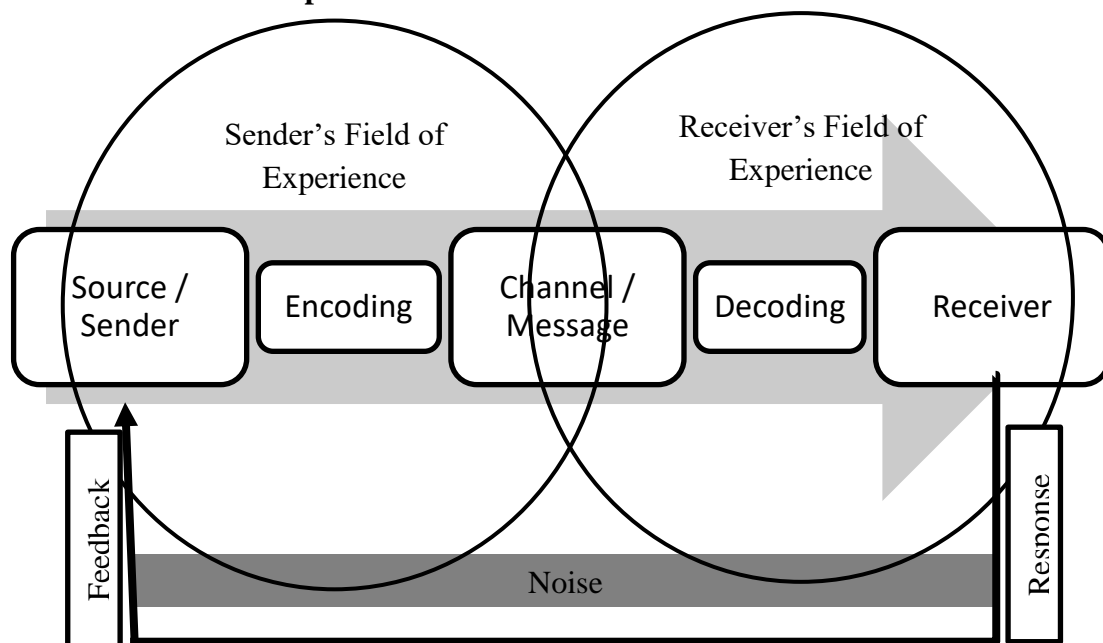 Sender's Field of
Experience
Receiver's Field of
Experience
Source /
Sender
Encoding
Channel /
Message
Decoding
Receiver
Feedback
Noise
Response